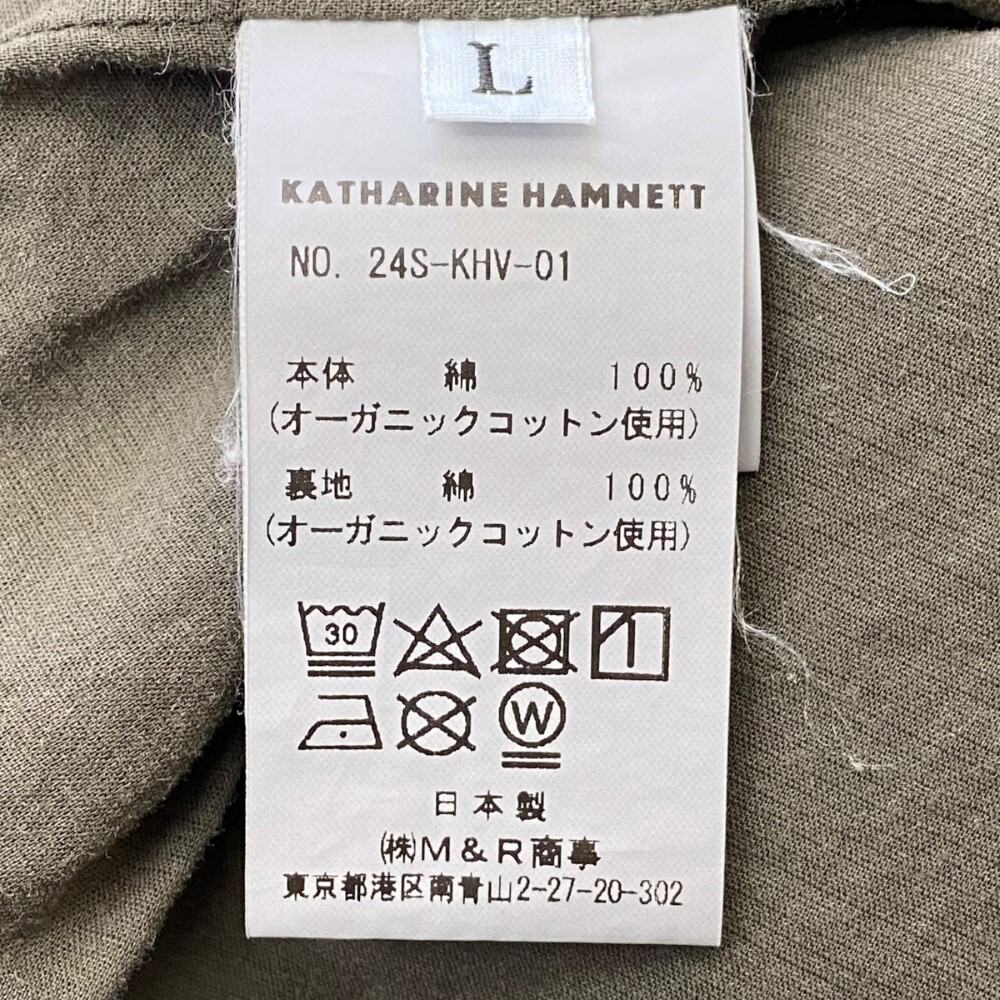 L
KATHARINE HAMNETT
NO. 24S-KHV-01
本体 綿 100%
(オーガニックコットン使用)
裏地 綿 100%
(オーガニックコットン使用)
30
W
日本製
(株)M&R商事
東京都港区南青山2-27-20-302